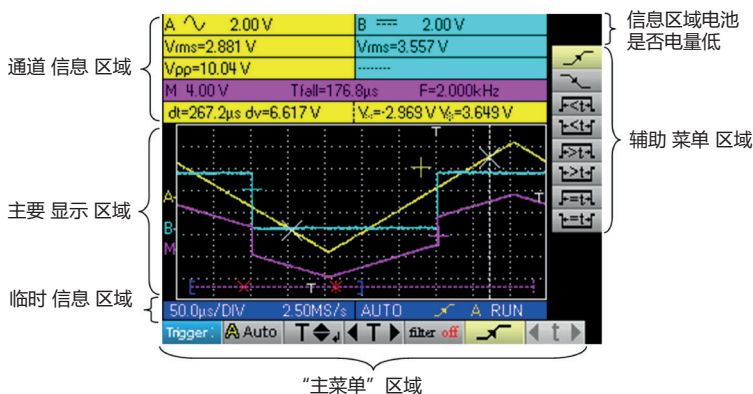 A 2.00 V B 2.00 V
信息区域电池
是否电量低
Vrms=2.881 V Vrms=3.557 V
Vpp=10.04 V --------
通道 信息 区域
M 4.00 V Tfall=176.8µs F=2.000kHz
dt=267.2µs dv=6.617 V =-2.969 V =3.649 V
F<t
<t
>t
>t
=t
=t
辅助 菜单 区域
T
T
A
B
M
主要 显示 区域
T
临时 信息 区域
50.0µs/DIV 2.50MS/s AUTO A RUN
Trigger: A Auto T T filter off t
“主菜单”区域